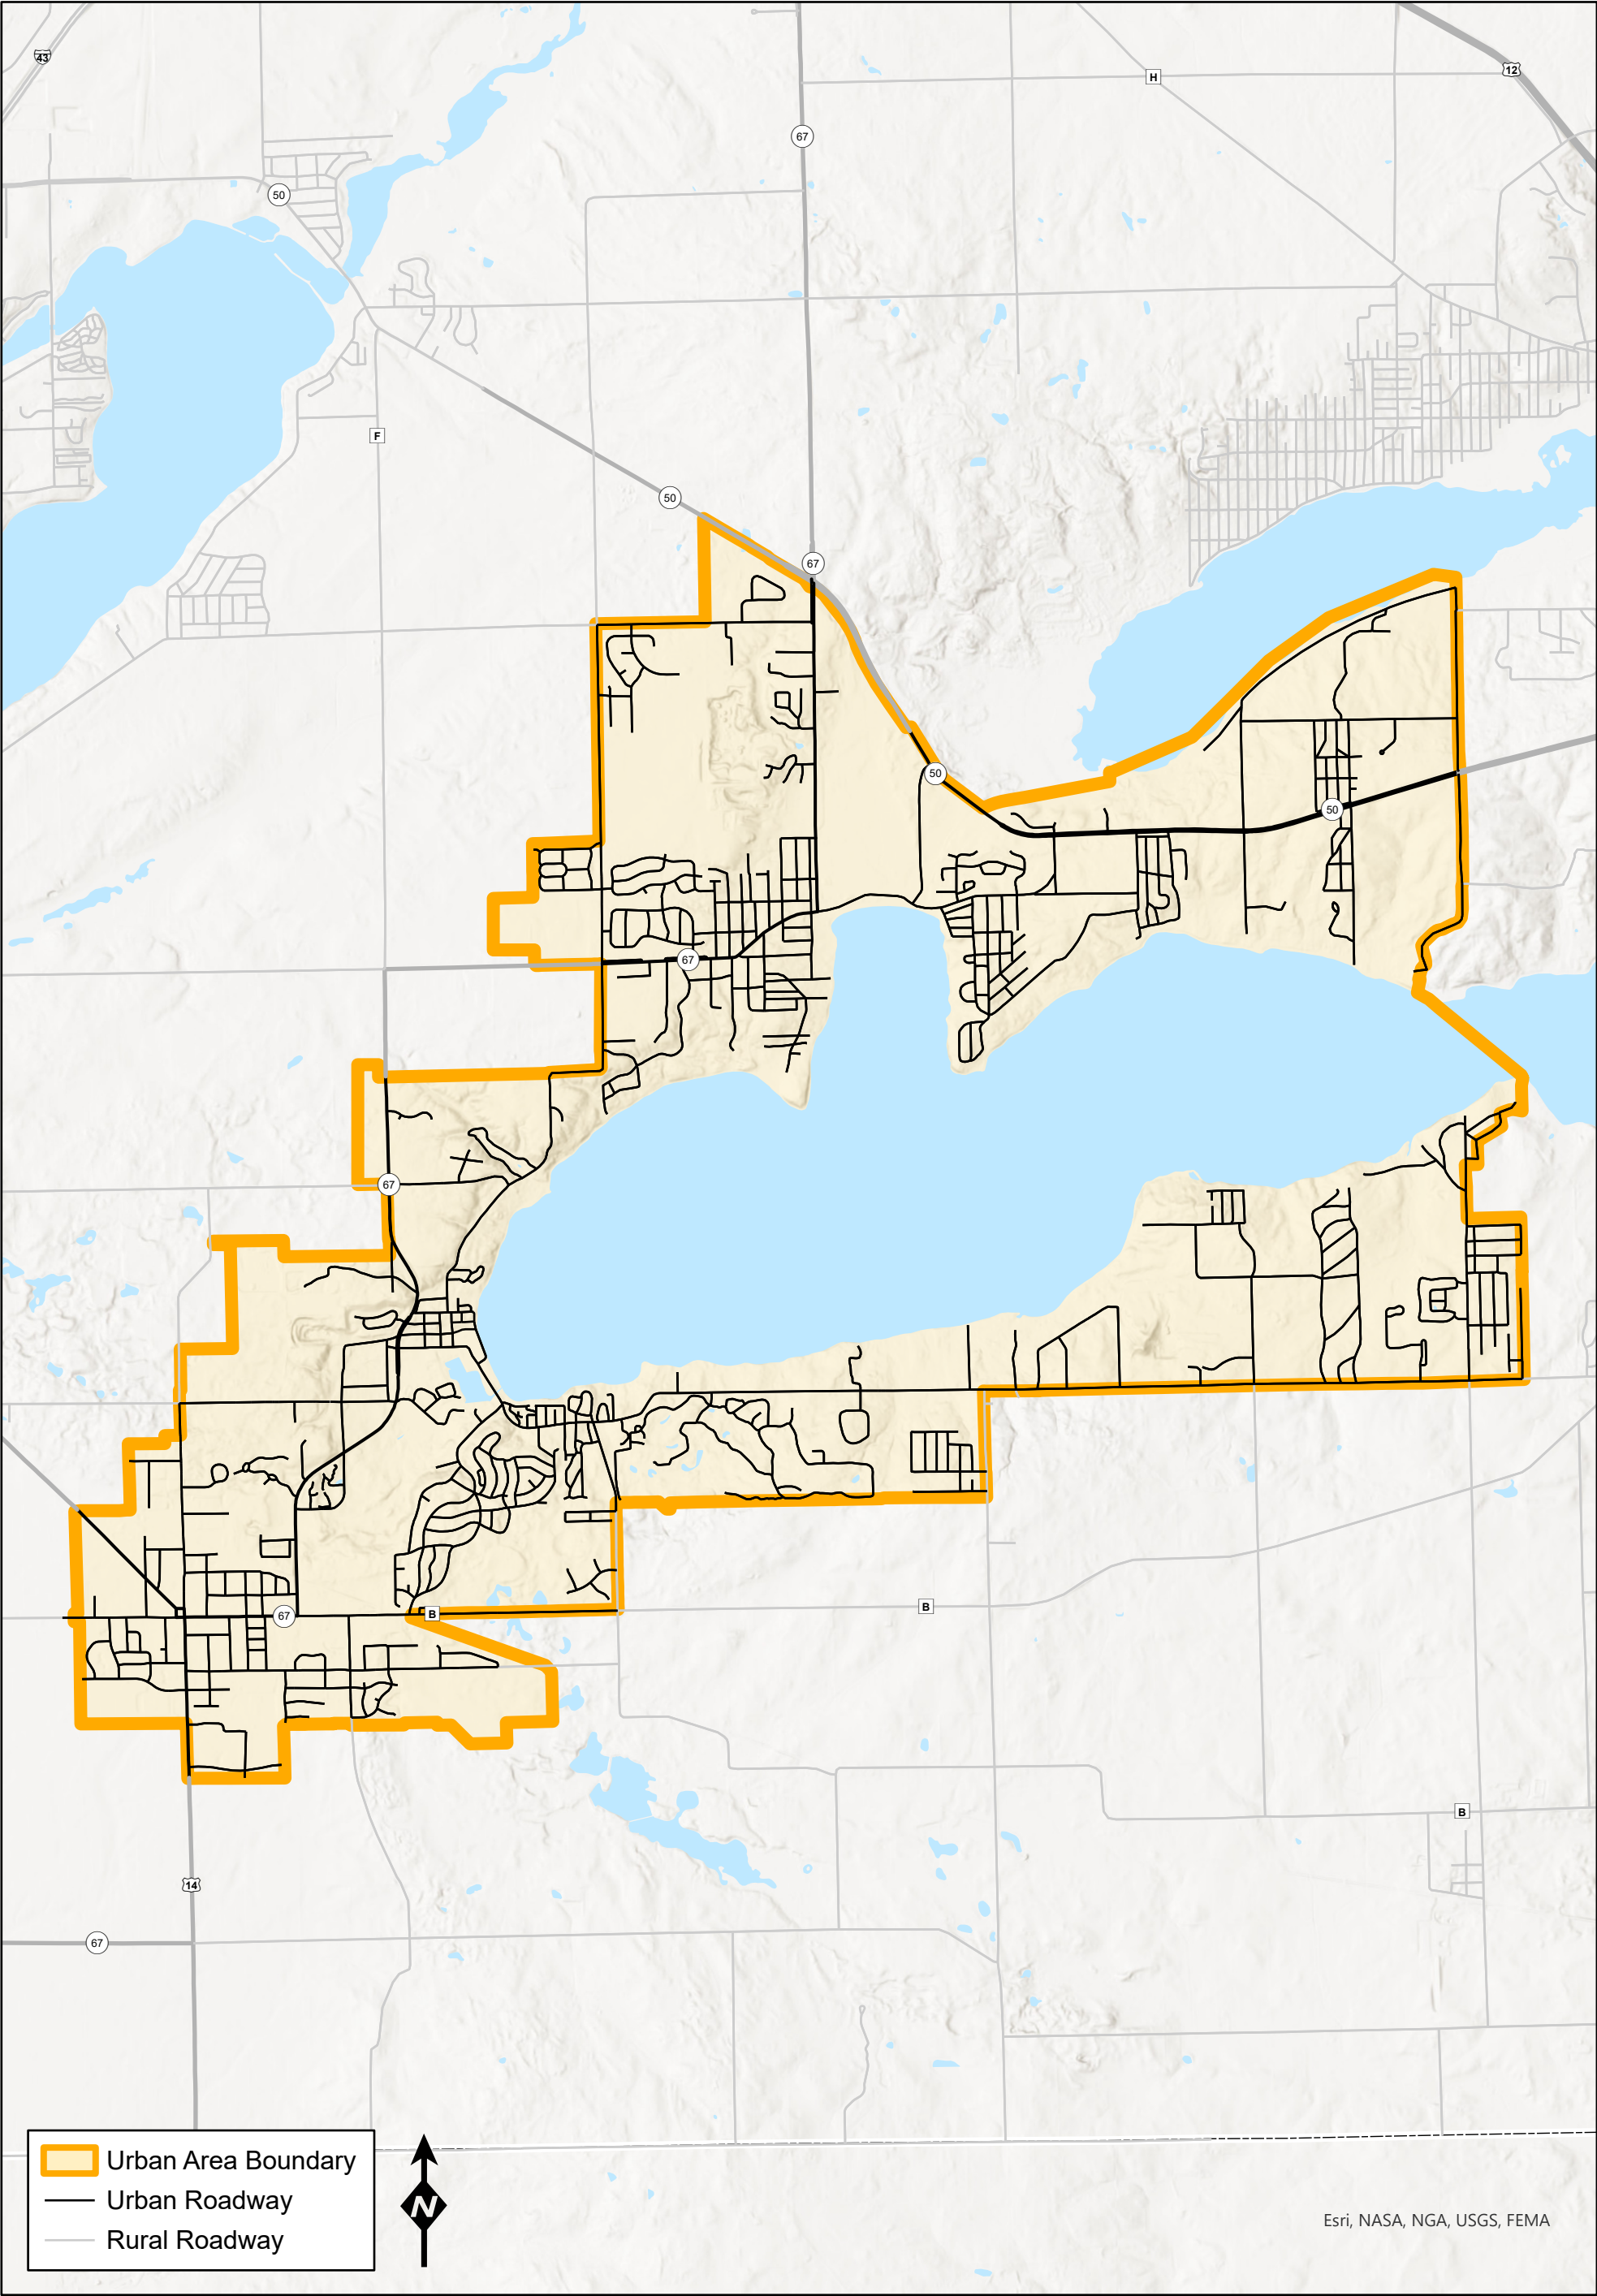 43
12
H
67
50
F
50
67
50
50
67
67
67
B
B
B
14
67
Urban Area Boundary
Urban Roadway
Rural Roadway
N
Esri, NASA, NGA, USGS, FEMA